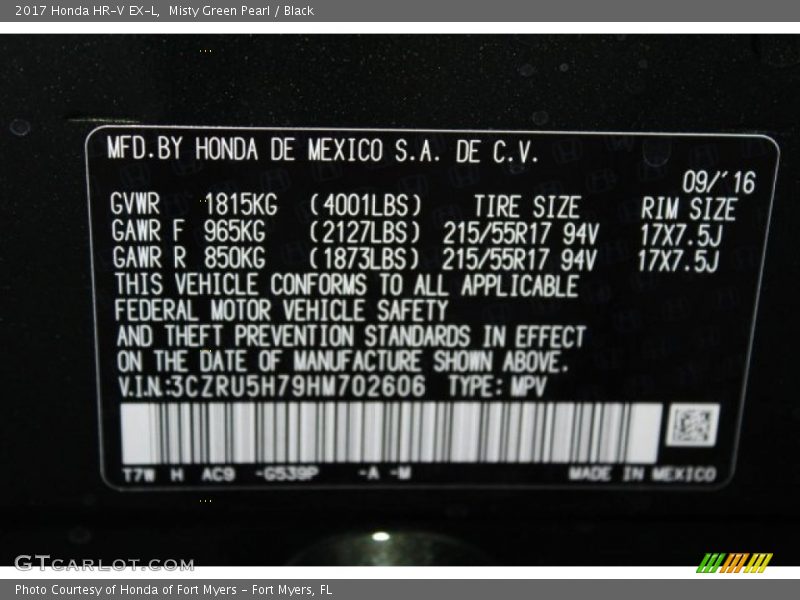 2017 Honda HR-V EX-L, Misty Green Pearl / Black
MFD.BY HONDA DE MEXICO S.A. DE C.V.
09/'16
GVWR 1815KG (4001LBS) TIRE SIZE RIM SIZE
GAWR F 965KG (2127LBS) 215/55R17 94V 17X7.5J
GAWR R 850KG (1873LBS) 215/55R17 94V 17X7.5J
THIS VEHICLE CONFORMS TO ALL APPLICABLE
FEDERAL MOTOR VEHICLE SAFETY
AND THEFT PREVENTION STANDARDS IN EFFECT
ON THE DATE OF MANUFACTURE SHOWN ABOVE.
V.I.N.:3CZRU5H79HM702606 TYPE: MPV
T7W H AC9 -G539P -A -M MADE IN MEXICO
GTCARLOT.COM
Photo Courtesy of Honda of Fort Myers - Fort Myers, FL